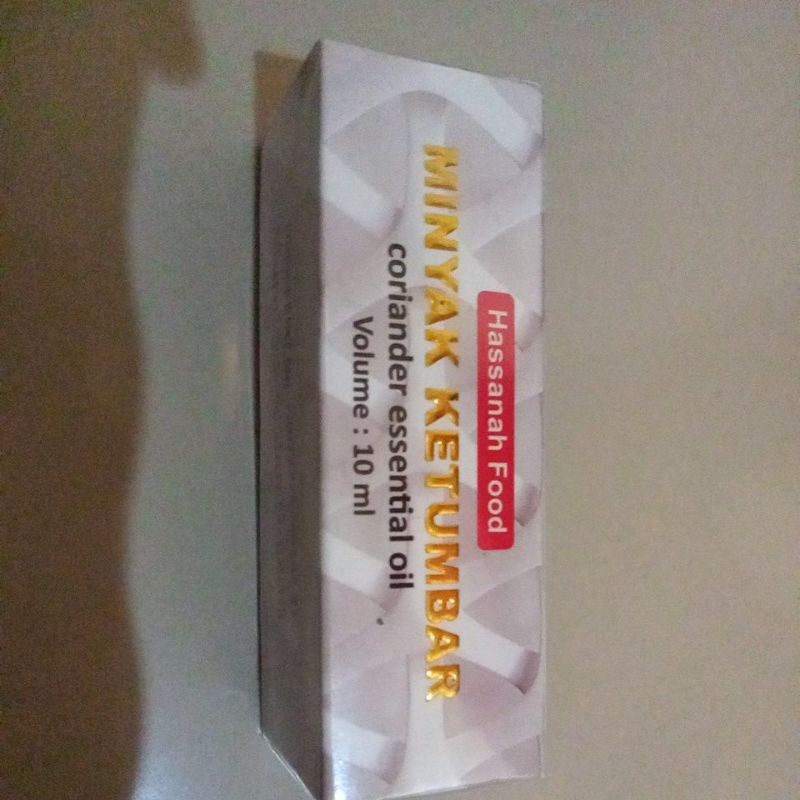 Hassanah Food
MINYAK KETUMBAR
coriander essential oil
Volume : 10 ml